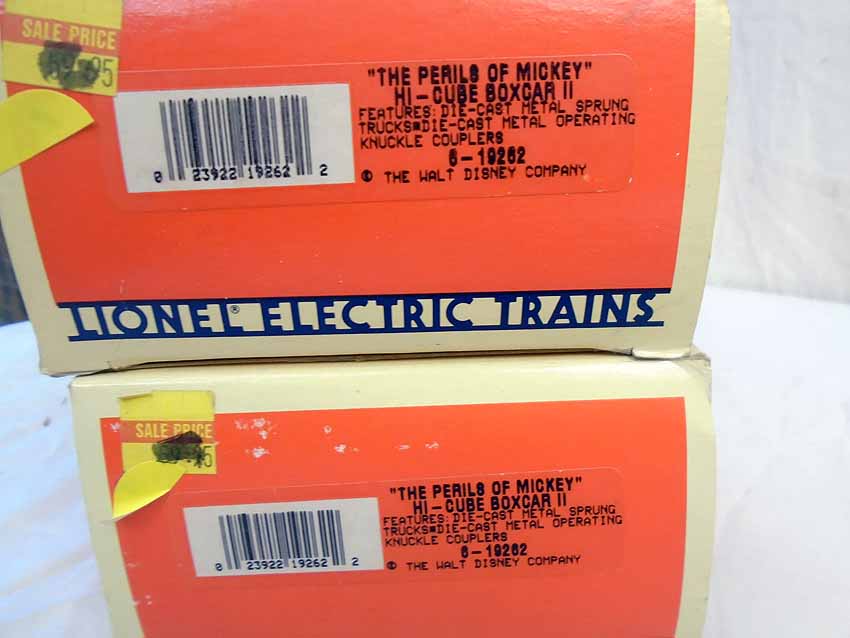 SALE PRICE
"THE PERILS OF MICKEY"
HI-CUBE BOXCAR II
FEATURES: DIE-CAST METAL SPRUNG
TRUCKS■DIE-CAST METAL OPERATING
KNUCKLE COUPLERS
6-19262
© THE WALT DISNEY COMPANY
0 23922 19262 2
LIONEL® ELECTRIC TRAINS
SALE PRICE
"THE PERILS OF MICKEY"
HI-CUBE BOXCAR II
FEATURES: DIE-CAST METAL SPRUNG
TRUCKS■DIE-CAST METAL OPERATING
KNUCKLE COUPLERS
6-19262
© THE WALT DISNEY COMPANY
0 23922 19262 2